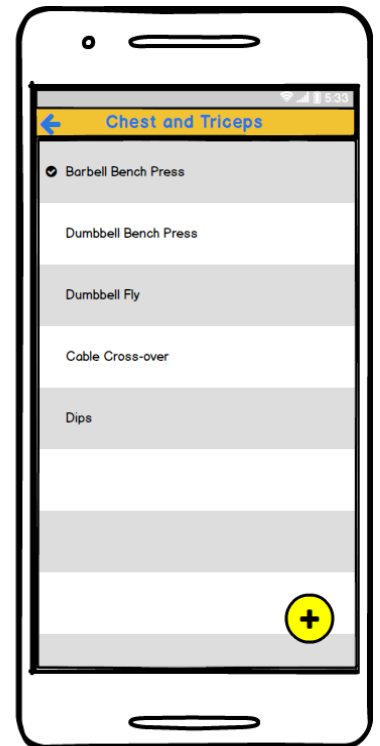 5:33
Chest and Triceps
Barbell Bench Press
Dumbbell Bench Press
Dumbbell Fly
Cable Cross-over
Dips